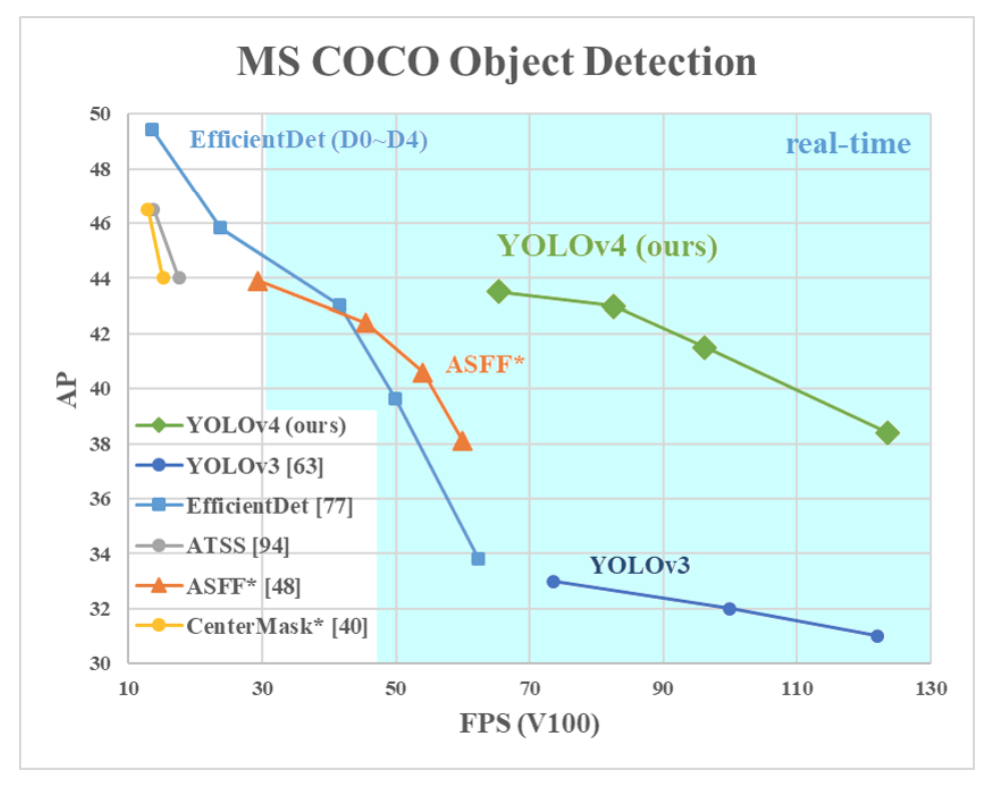 MS COCO Object Detection
50
EfficientDet (D0~D4)
real-time
48
46
YOLOv4 (ours)
44
42
ASFF*
AP
40
YOLOv4 (ours)
38
YOLOv3 [63]
36
EfficientDet [77]
34
ATSS [94]
YOLOv3
ASFF* [48]
32
CenterMask* [40]
30
10 30 50 70 90 110 130
FPS (V100)